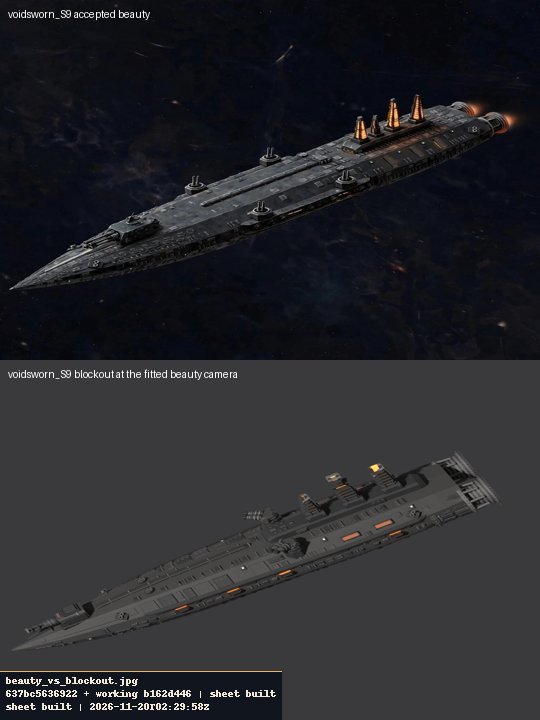 voidsworn_S9 accepted beauty
voidsworn_S9 blockout at the fitted beauty camera
beauty_vs_blockout.jpg
637bc5636922 + working b162d446 | sheet built
sheet built | 2026-11-20T02:29:58Z